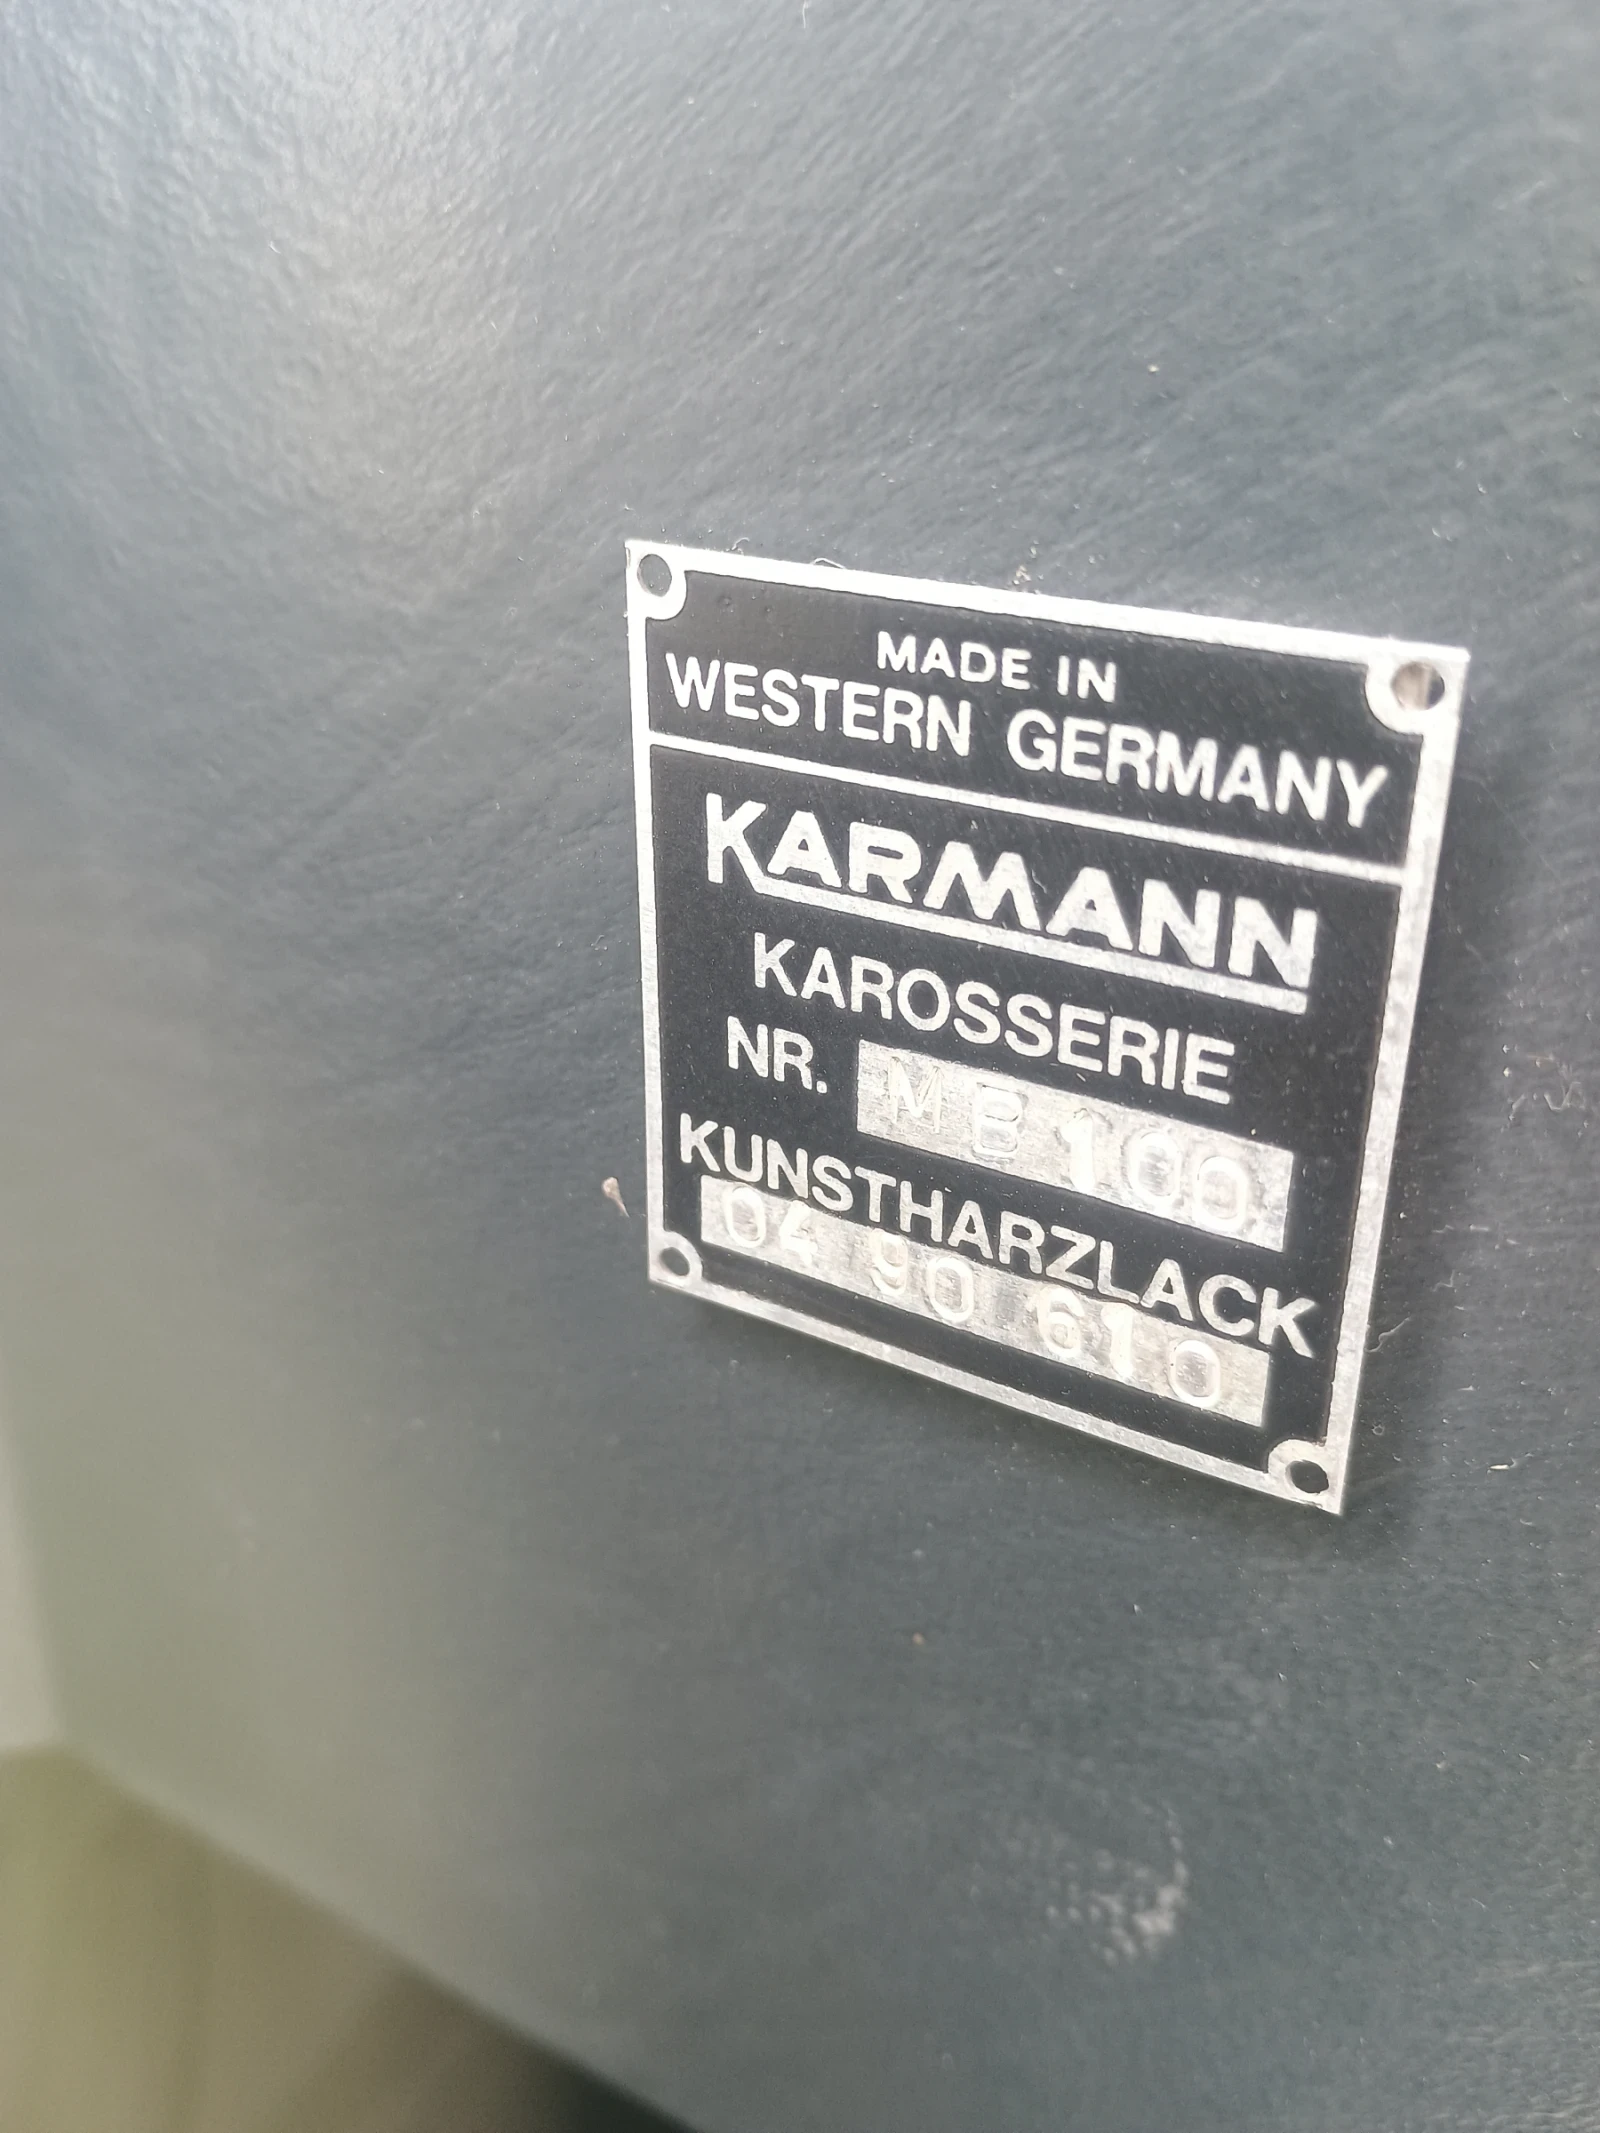 MADE IN
WESTERN GERMANY
KARMANN
KAROSSERIE
NR. MB 100
KUNSTHARZLACK
04 90 610